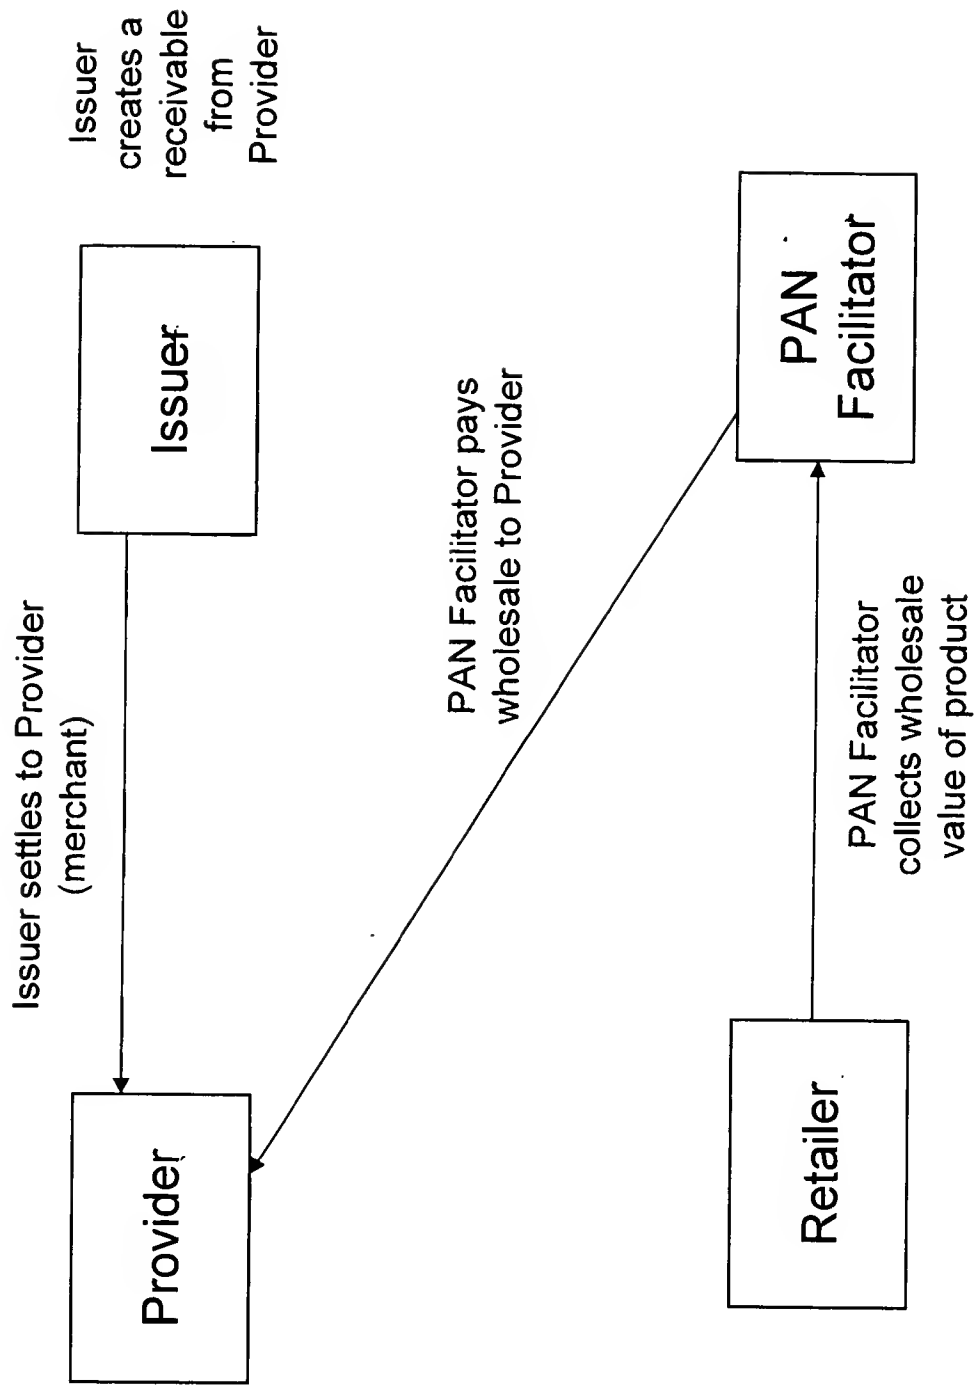 Issuer settles to Provider
(merchant)
Issuer
creates a
receivable
from
Provider
Provider
Issuer
PAN Facilitator pays
wholesale to Provider
Retailer
PAN
Facilitator
PAN Facilitator
collects wholesale
value of product